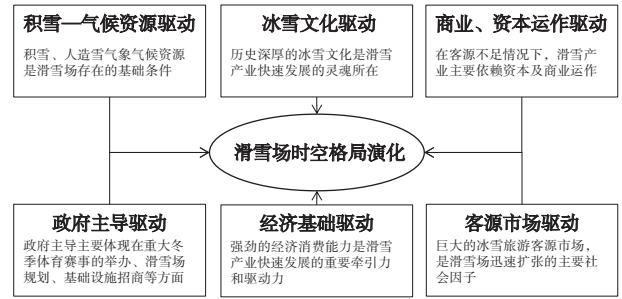 积雪—气候资源驱动
积雪、人造雪气象气候资源
是滑雪场存在的基础条件
冰雪文化驱动
历史深厚的冰雪文化是滑雪
产业快速发展的灵魂所在
商业、资本运作驱动
在客源不足情况下，滑雪产
业主要依赖资本及商业运作
滑雪场时空格局演化
政府主导驱动
政府主导主要体现在重大冬
季体育赛事的举办、滑雪场
规划、基础设施招商等方面
经济基础驱动
强劲的经济消费能力是滑雪
产业快速发展的重要牵引力
和驱动力
客源市场驱动
巨大的冰雪旅游客源市场，
是滑雪场迅速扩张的主要社
会因子